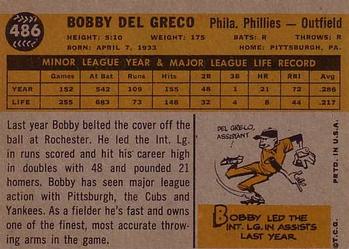 486
BOBBY DEL GRECO Phila. Phillies — Outfield
HEIGHT: 5:10 WEIGHT: 175 BATS: R THROWS: R
BORN: APRIL 7, 1933 HOME: PITTSBURGH, PA.
MINOR LEAGUE YEAR & MAJOR LEAGUE LIFE RECORD
Games At Bat Runs Hits 2B 3B HR RBI Avg.
YEAR 152 542 109 155 48 4 21 72 .286
LIFE 255 683 73 148 32 6 11 44 .217
Last year Bobby belted the cover off the
ball at Rochester. He led the Int. Lg.
in runs scored and hit his career high
in doubles with 48 and pounded 21
homers. Bobby has seen major league
action with Pittsburgh, the Cubs and
Yankees. As a fielder he's fast and owns
one of the finest, most accurate throw-
ing arms in the game.
DEL GRECO,
ASSISTANT
BOBBY LED THE
INT. LG. IN ASSISTS
LAST YEAR
©T.C.G. PRTD. IN U.S.A.